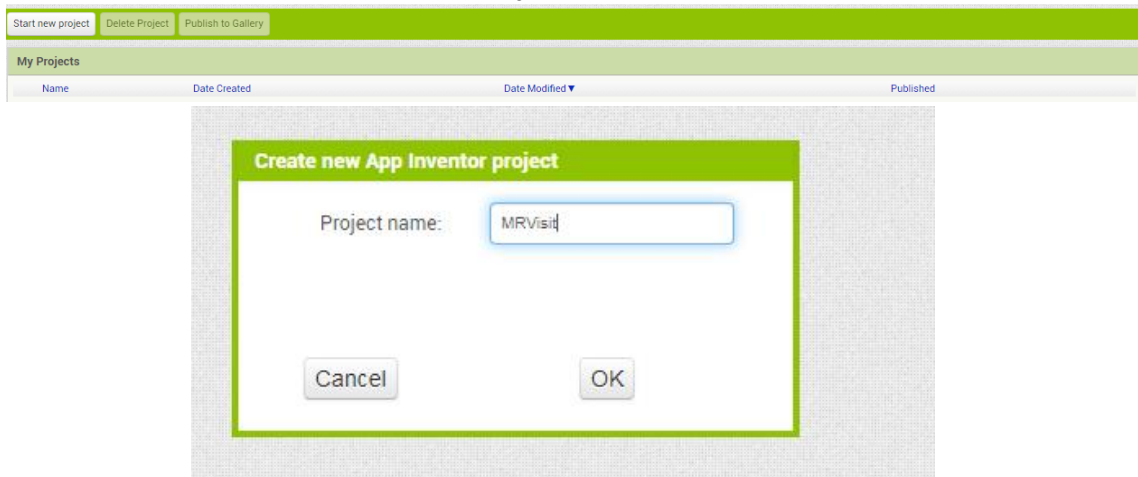 Start new project Delete Project Publish to Gallery
My Projects
Name Date Created Date Modified▼ Published
Create new App Inventor project
Project name: MRVisit
Cancel OK